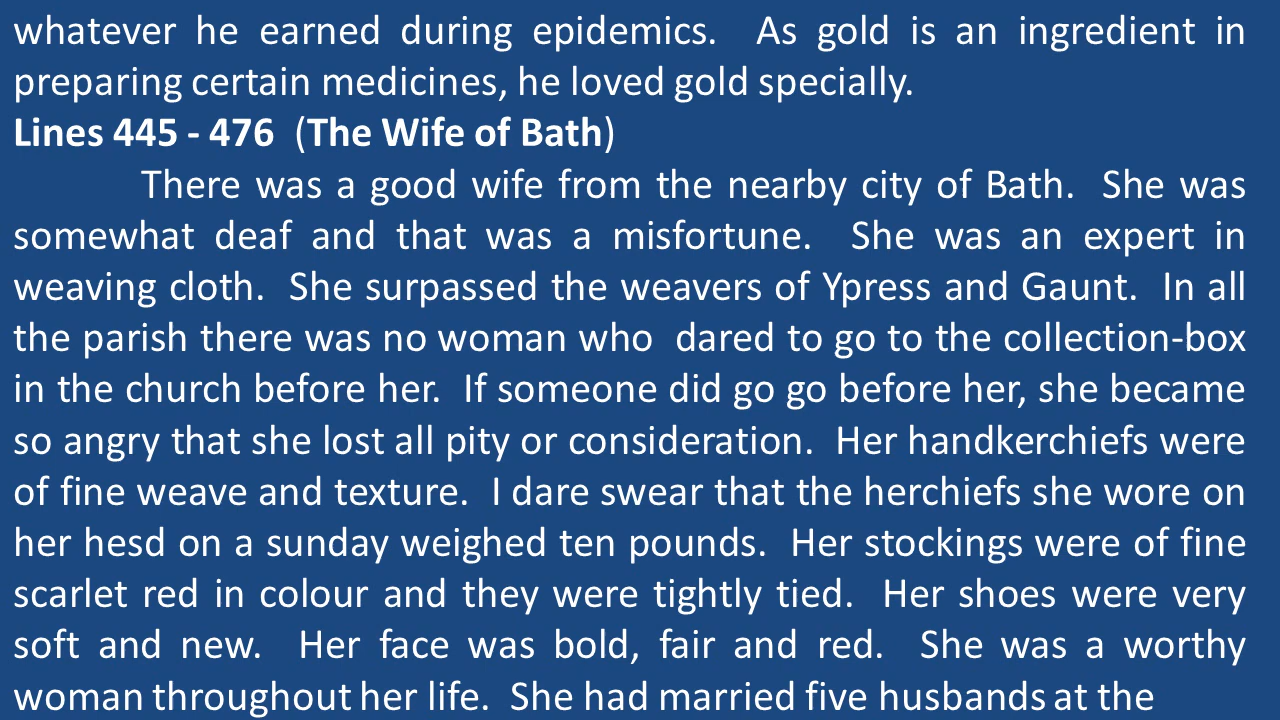 whatever he earned during epidemics. As gold is an ingredient in
preparing certain medicines, he loved gold specially.
Lines 445 - 476 (The Wife of Bath)
There was a good wife from the nearby city of Bath. She was
somewhat deaf and that was a misfortune. She was an expert in
weaving cloth. She surpassed the weavers of Ypress and Gaunt. In all
the parish there was no woman who dared to go to the collection-box
in the church before her. If someone did go go before her, she became
so angry that she lost all pity or consideration. Her handkerchiefs were
of fine weave and texture. I dare swear that the herchiefs she wore on
her hesd on a sunday weighed ten pounds. Her stockings were of fine
scarlet red in colour and they were tightly tied. Her shoes were very
soft and new. Her face was bold, fair and red. She was a worthy
woman throughout her life. She had married five husbands at the